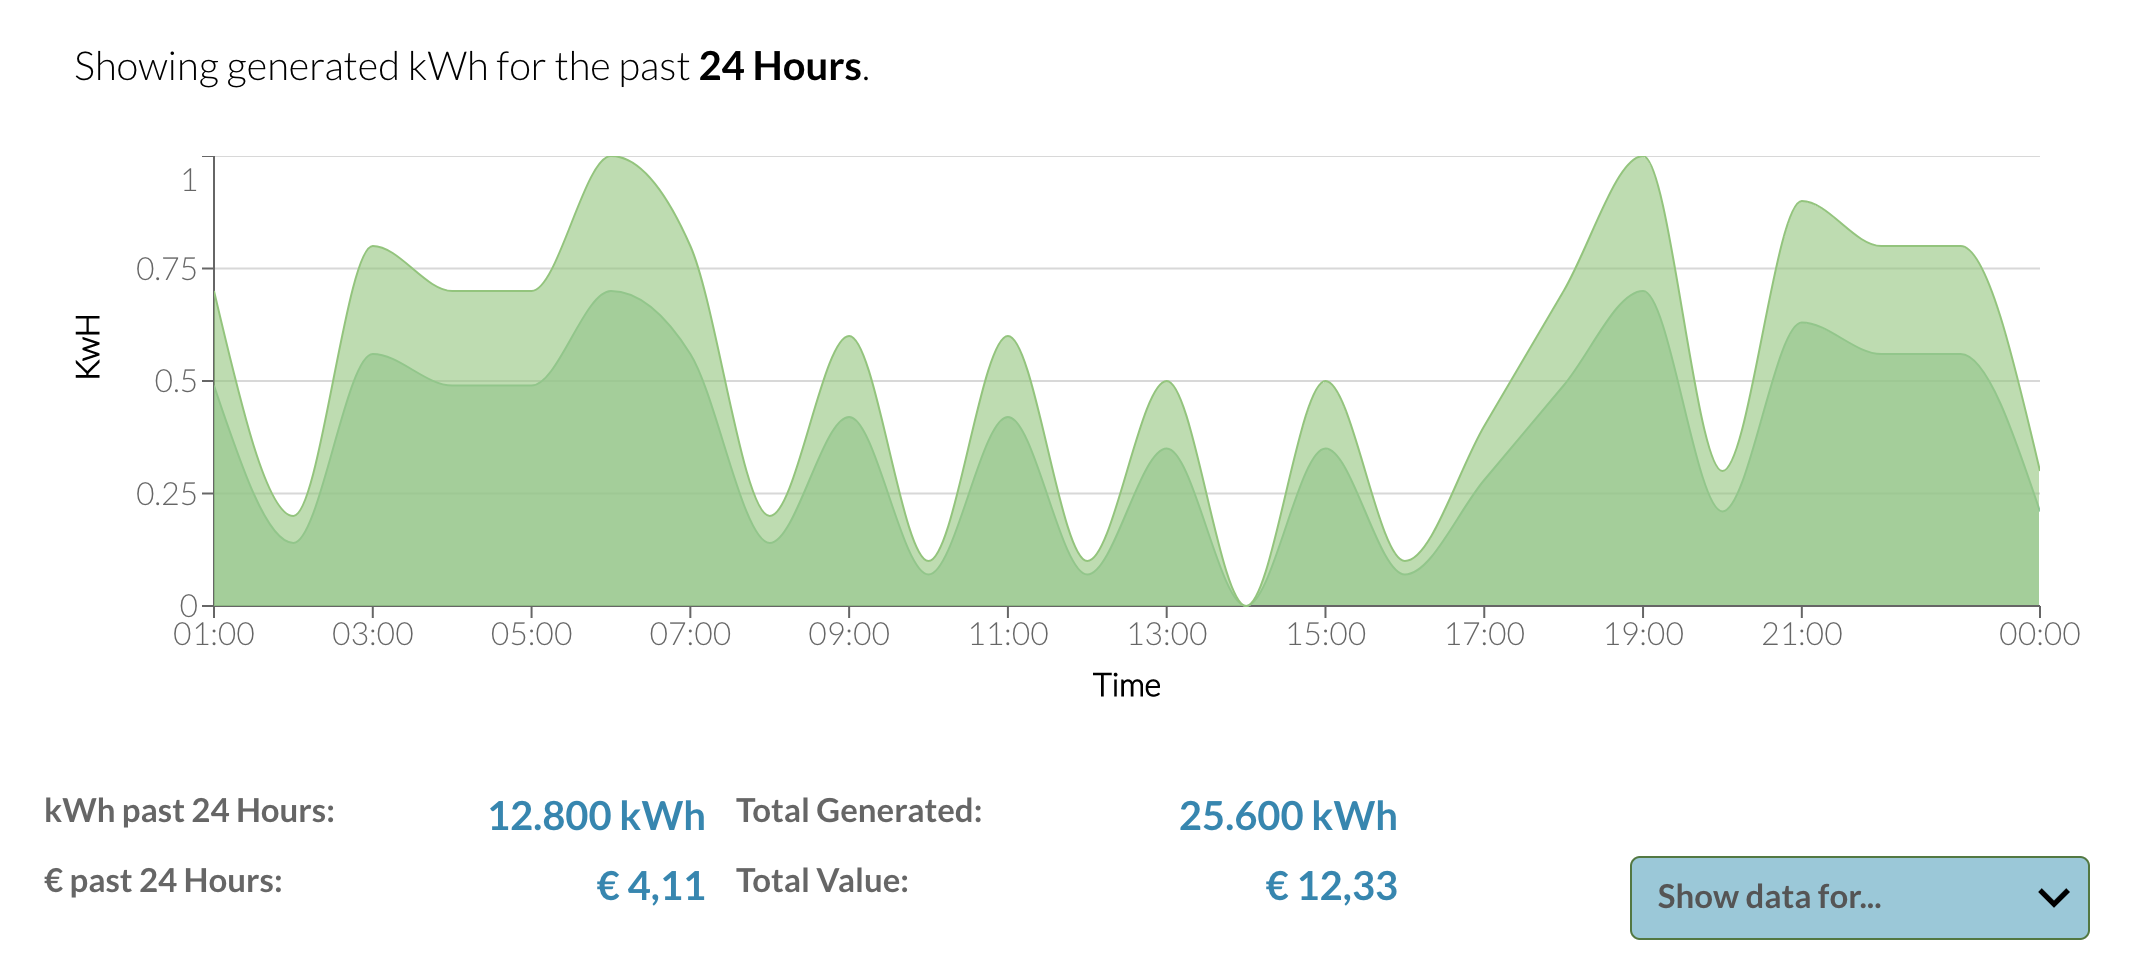 Showing generated kWh for the past 24 Hours.
1
0.75
0.5
0.25
0
KwH
01:00 03:00 05:00 07:00 09:00 11:00 13:00 15:00 17:00 19:00 21:00 00:00
Time
kWh past 24 Hours: 12.800 kWh Total Generated: 25.600 kWh
€ past 24 Hours: € 4,11 Total Value: € 12,33
Show data for...